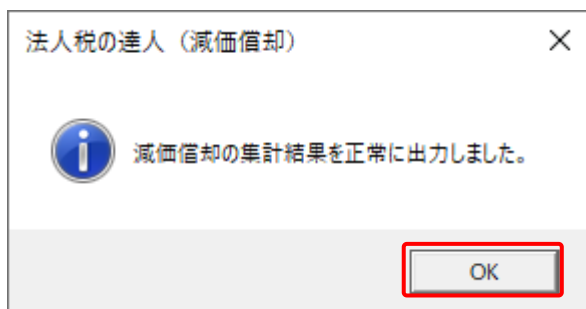 法人税の達人（減価償却）
減価償却の集計結果を正常に出力しました。
OK